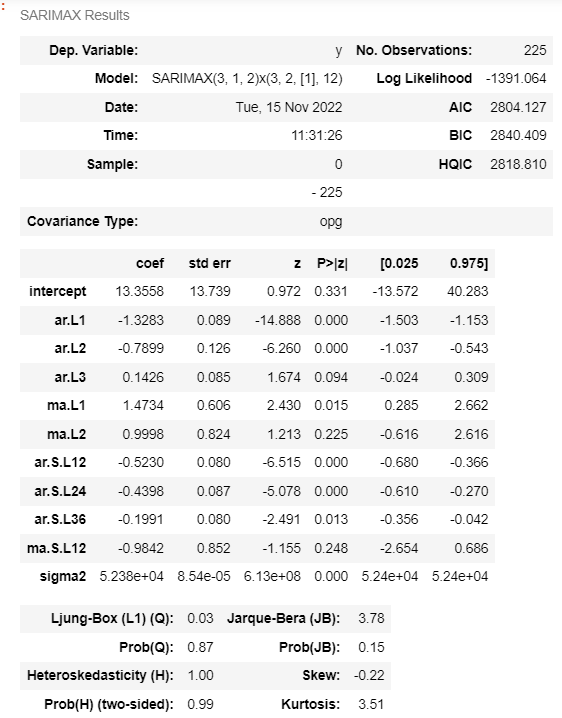 :
SARIMAX Results
Dep. Variable: y No. Observations: 225
Model: SARIMAX(3, 1, 2)x(3, 2, [1], 12) Log Likelihood -1391.064
Date: Tue, 15 Nov 2022 AIC 2804.127
Time: 11:31:26 BIC 2840.409
Sample: 0 HQIC 2818.810
- 225
Covariance Type: opg
coef std err z P>|z| [0.025 0.975]
intercept 13.3558 13.739 0.972 0.331 -13.572 40.283
ar.L1 -1.3283 0.089 -14.888 0.000 -1.503 -1.153
ar.L2 -0.7899 0.126 -6.260 0.000 -1.037 -0.543
ar.L3 0.1426 0.085 1.674 0.094 -0.024 0.309
ma.L1 1.4734 0.606 2.430 0.015 0.285 2.662
ma.L2 0.9998 0.824 1.213 0.225 -0.616 2.616
ar.S.L12 -0.5230 0.080 -6.515 0.000 -0.680 -0.366
ar.S.L24 -0.4398 0.087 -5.078 0.000 -0.610 -0.270
ar.S.L36 -0.1991 0.080 -2.491 0.013 -0.356 -0.042
ma.S.L12 -0.9842 0.852 -1.155 0.248 -2.654 0.686
sigma2 5.238e+04 8.54e-05 6.13e+08 0.000 5.24e+04 5.24e+04
Ljung-Box (L1) (Q): 0.03 Jarque-Bera (JB): 3.78
Prob(Q): 0.87 Prob(JB): 0.15
Heteroskedasticity (H): 1.00 Skew: -0.22
Prob(H) (two-sided): 0.99 Kurtosis: 3.51